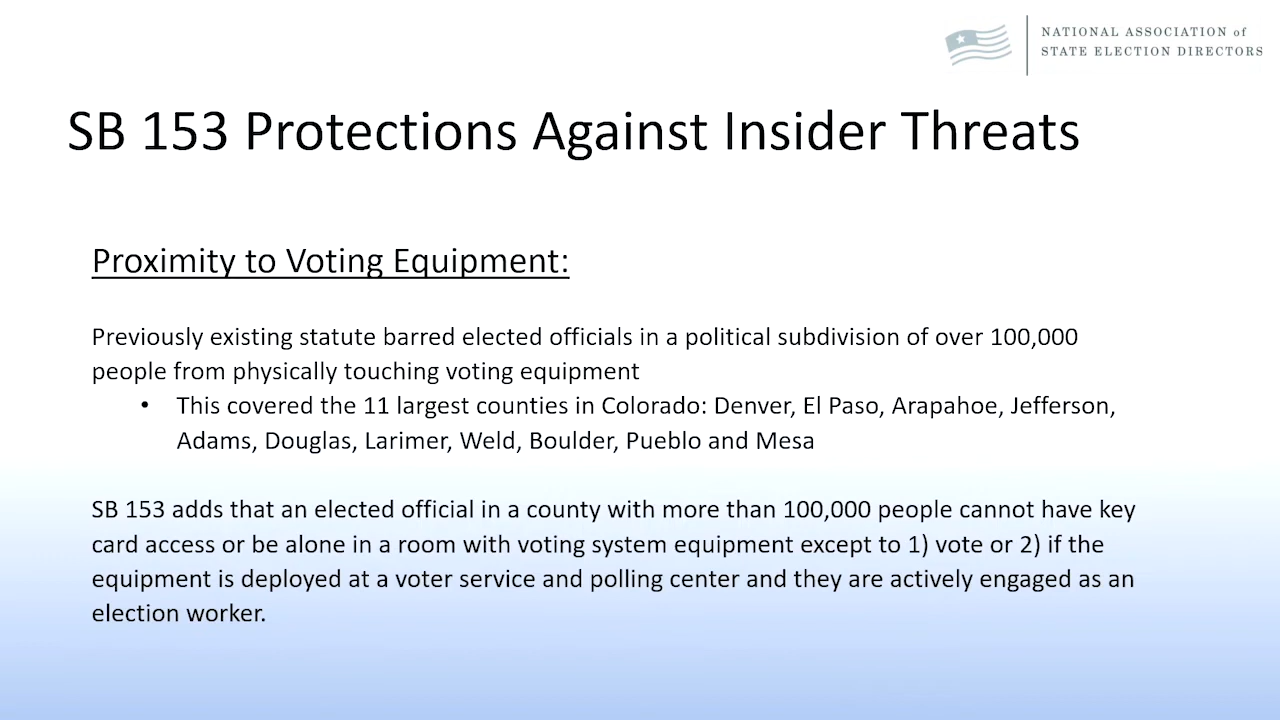 NATIONAL ASSOCIATION of
STATE ELECTION DIRECTORS
SB 153 Protections Against Insider Threats
Proximity to Voting Equipment:
Previously existing statute barred elected officials in a political subdivision of over 100,000
people from physically touching voting equipment
• This covered the 11 largest counties in Colorado: Denver, El Paso, Arapahoe, Jefferson,
Adams, Douglas, Larimer, Weld, Boulder, Pueblo and Mesa
SB 153 adds that an elected official in a county with more than 100,000 people cannot have key
card access or be alone in a room with voting system equipment except to 1) vote or 2) if the
equipment is deployed at a voter service and polling center and they are actively engaged as an
election worker.